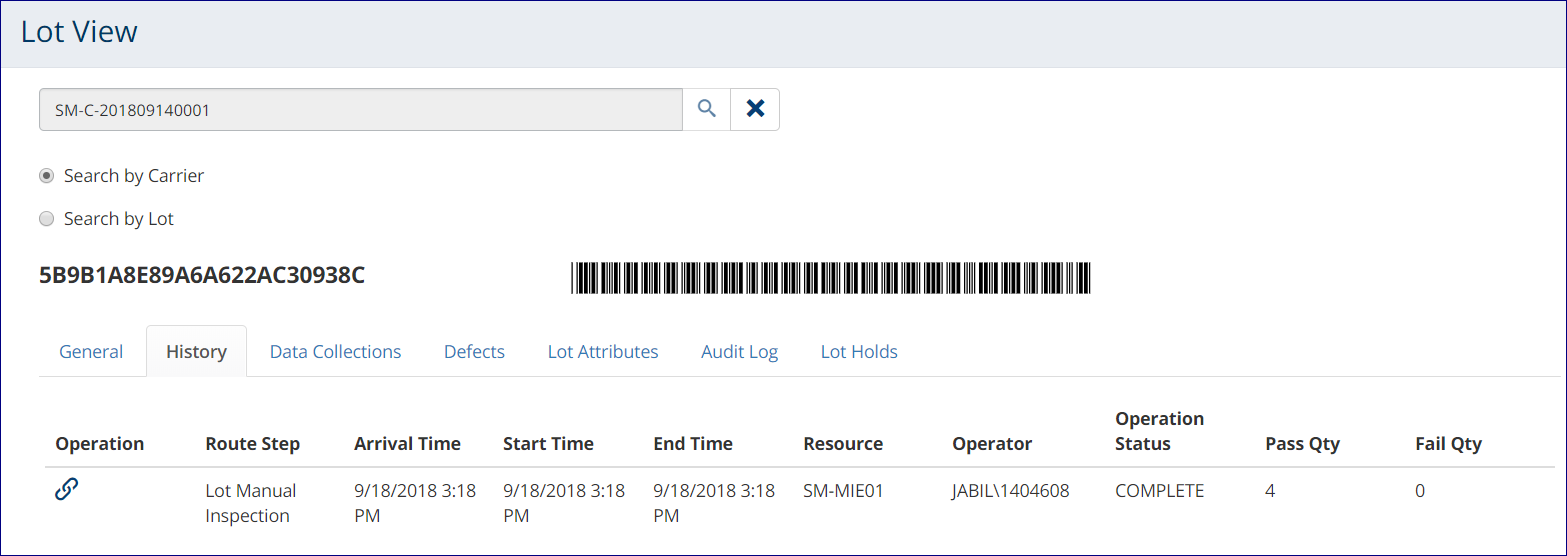 Lot View
SM-C-201809140001
Search by Carrier
Search by Lot
5B9B1A8E89A6A622AC30938C
General History Data Collections Defects Lot Attributes Audit Log Lot Holds
Operation Route Step Arrival Time Start Time End Time Resource Operator Operation Status Pass Qty Fail Qty
Lot Manual 9/18/2018 3:18 9/18/2018 3:18 9/18/2018 3:18 SM-MIE01 JABIL\1404608 COMPLETE 4 0
Inspection PM PM PM